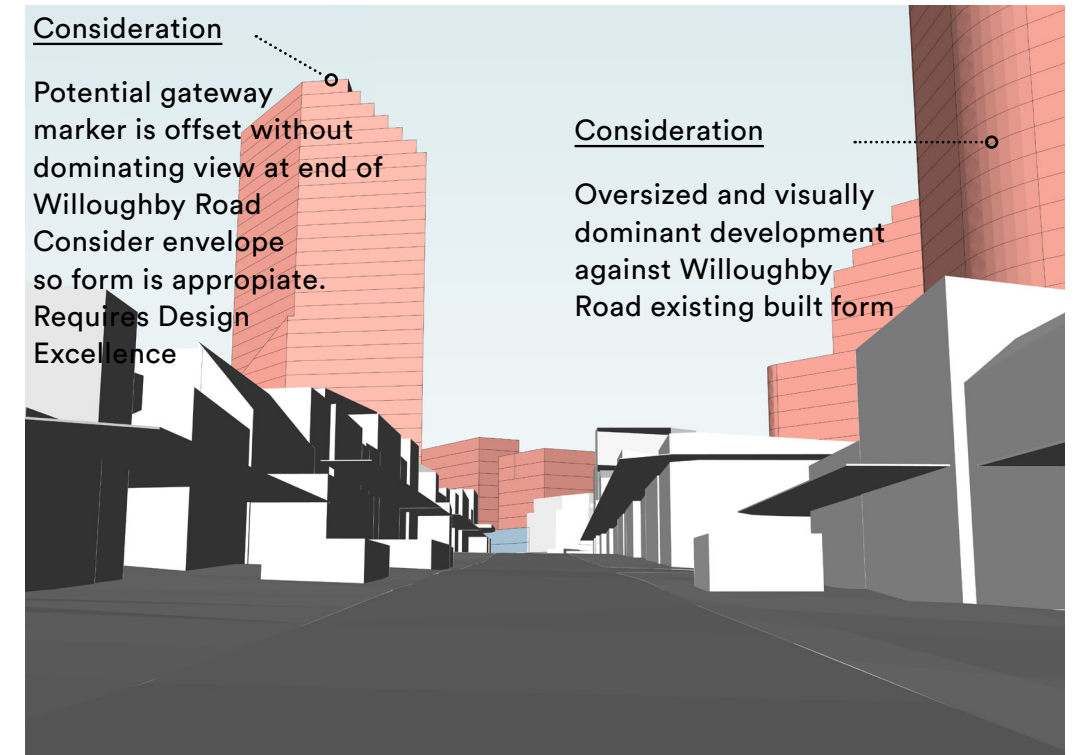 Consideration
Potential gateway
marker is offset without
dominating view at end of
Willoughby Road
Consider envelope
so form is appropiate.
Requires Design
Excellence
Consideration
Oversized and visually
dominant development
against Willoughby
Road existing built form